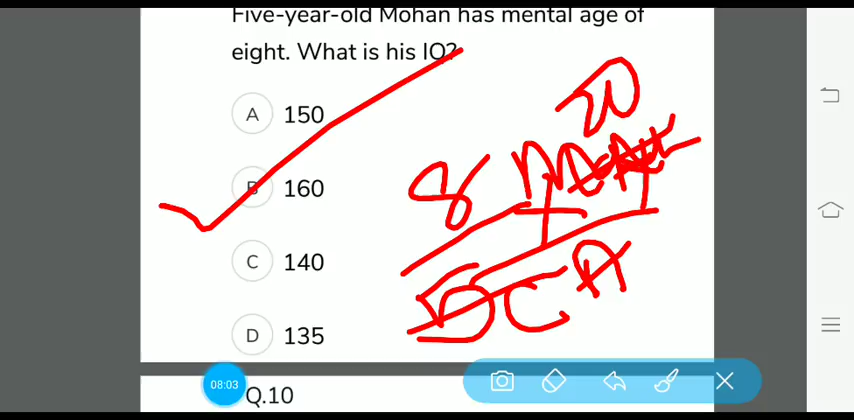 Five-year-old Mohan has mental age of
eight. What is his IQ?
A 150
B 160
C 140
D 135
8
5 CA
08:03
Q.10